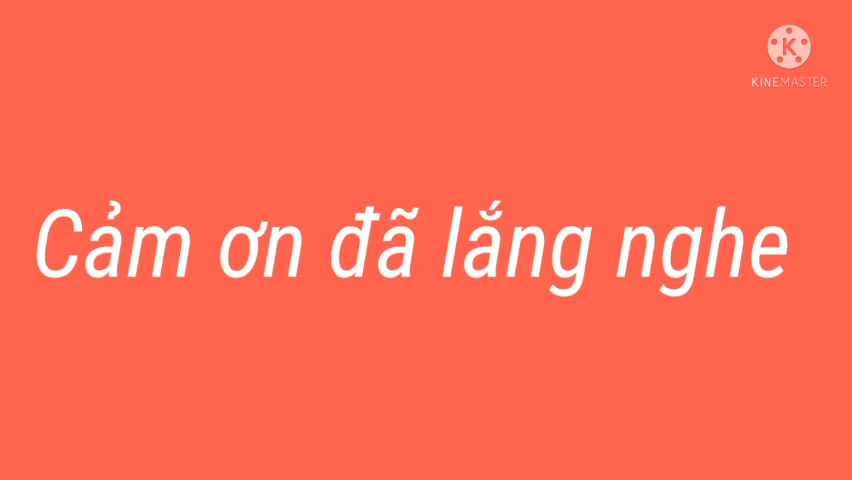 K
KINEMASTER
Cảm ơn đã lắng nghe